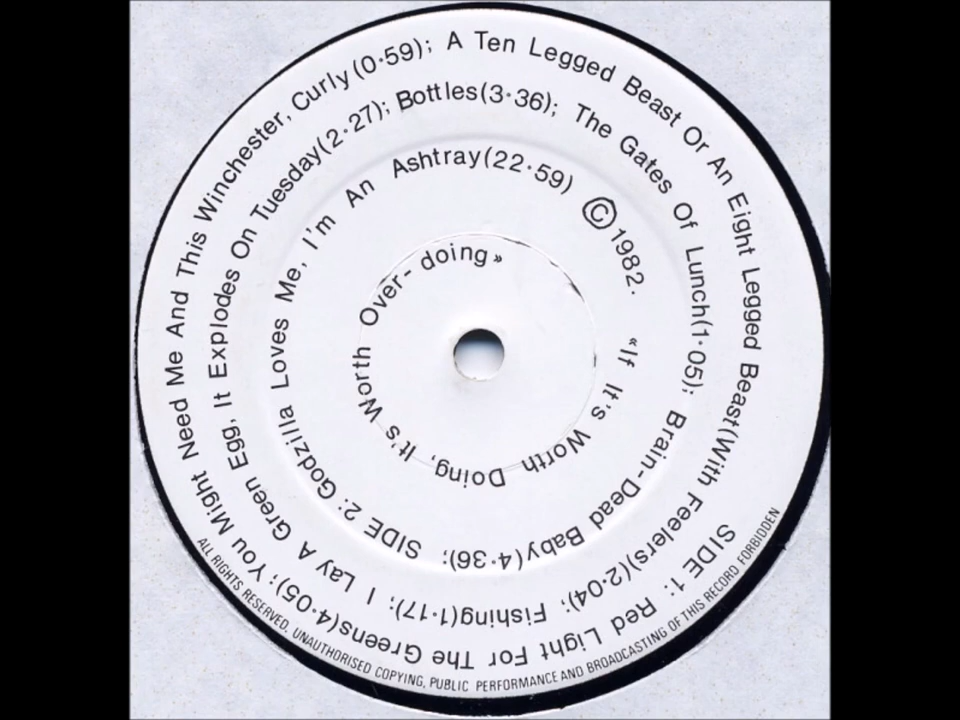 SIDE 1: Red Light For The Greens(4·05); You Might Need Me And This Winchester, Curly(0·59); A Ten Legged Beast Or An Eight Legged Beast(With Feelers)(2·04); Fishing(1·17); I Lay A Green Egg, It Explodes On Tuesday(2·27); Bottles(3·36); The Gates Of Lunch(1·05); Brain-Dead Baby(4·36); SIDE 2: Godzilla Loves Me, I'm An Ashtray(22·59) © 1982. «If It's Worth Doing, It's Worth Over-doing»
ALL RIGHTS RESERVED. UNAUTHORISED COPYING, PUBLIC PERFORMANCE AND BROADCASTING OF THIS RECORD FORBIDDEN